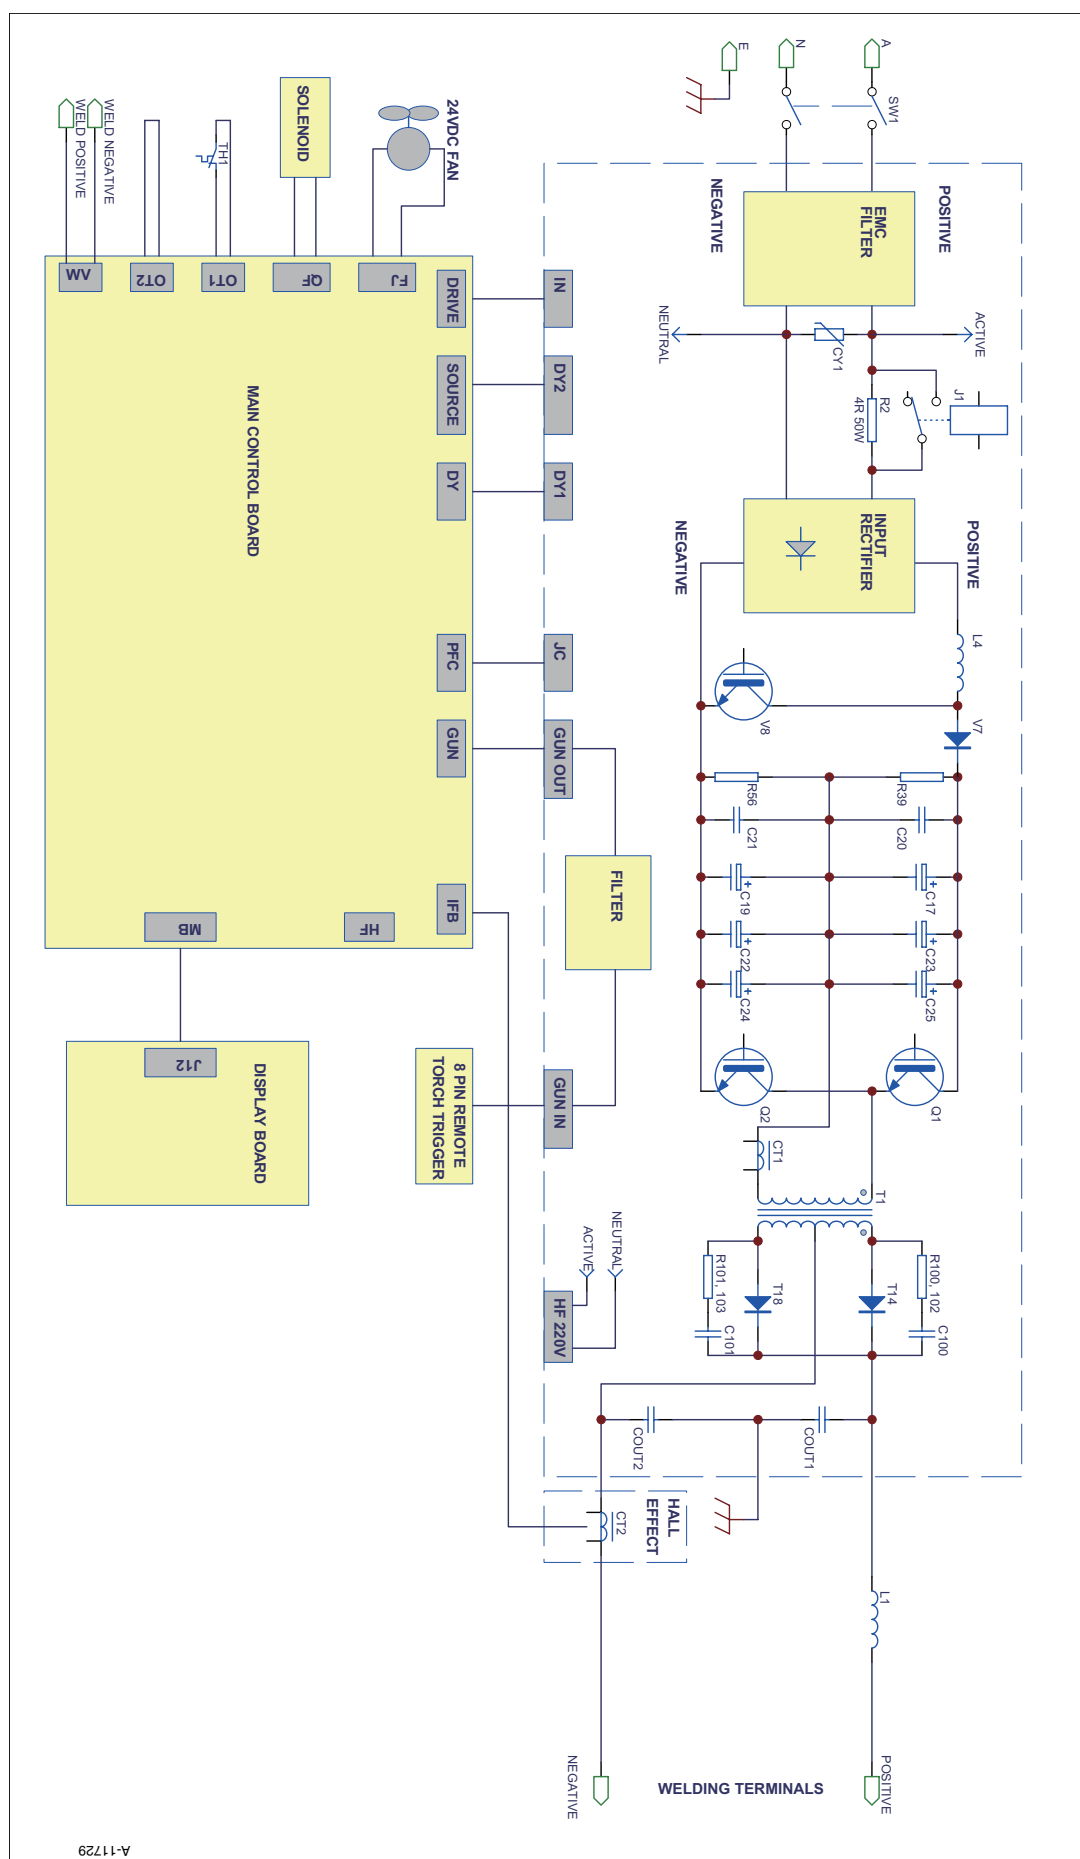 A
N
E
SW1
POSITIVE
NEGATIVE
EMC
FILTER
ACTIVE
NEUTRAL
CY1
J1
R2
4R 50W
POSITIVE
NEGATIVE
INPUT
RECTIFIER
L4
V7
V8
R39
R56
C20
C21
C17
C19
C23
C22
C25
C24
Q1
Q2
CT1
T1
R100, 102
C100
T14
T18
R101, 103
C101
COUT1
COUT2
HALL
EFFECT
CT2
L1
POSITIVE
NEGATIVE
WELDING TERMINALS
IN
DY2
DY1
JC
GUN OUT
FILTER
GUN IN
NEUTRAL
ACTIVE
HF 220V
24VDC FAN
SOLENOID
TH1
WELD NEGATIVE
WELD POSITIVE
FJ
QF
OT1
OT2
AM
DRIVE
SOURCE
DY
PFC
GUN
IFB
HF
MB
MAIN CONTROL BOARD
8 PIN REMOTE
TORCH TRIGGER
J12
DISPLAY BOARD
A-11729